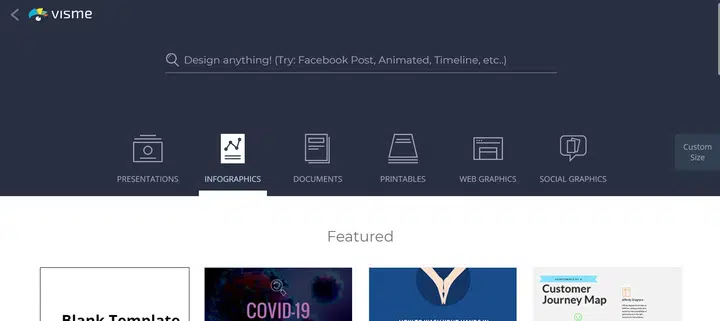 visme
Design anything! (Try: Facebook Post, Animated, Timeline, etc..)
PRESENTATIONS
INFOGRAPHICS
DOCUMENTS
PRINTABLES
WEB GRAPHICS
SOCIAL GRAPHICS
Custom
Size
Featured
Blank Template
COVID-19
Customer
Journey Map